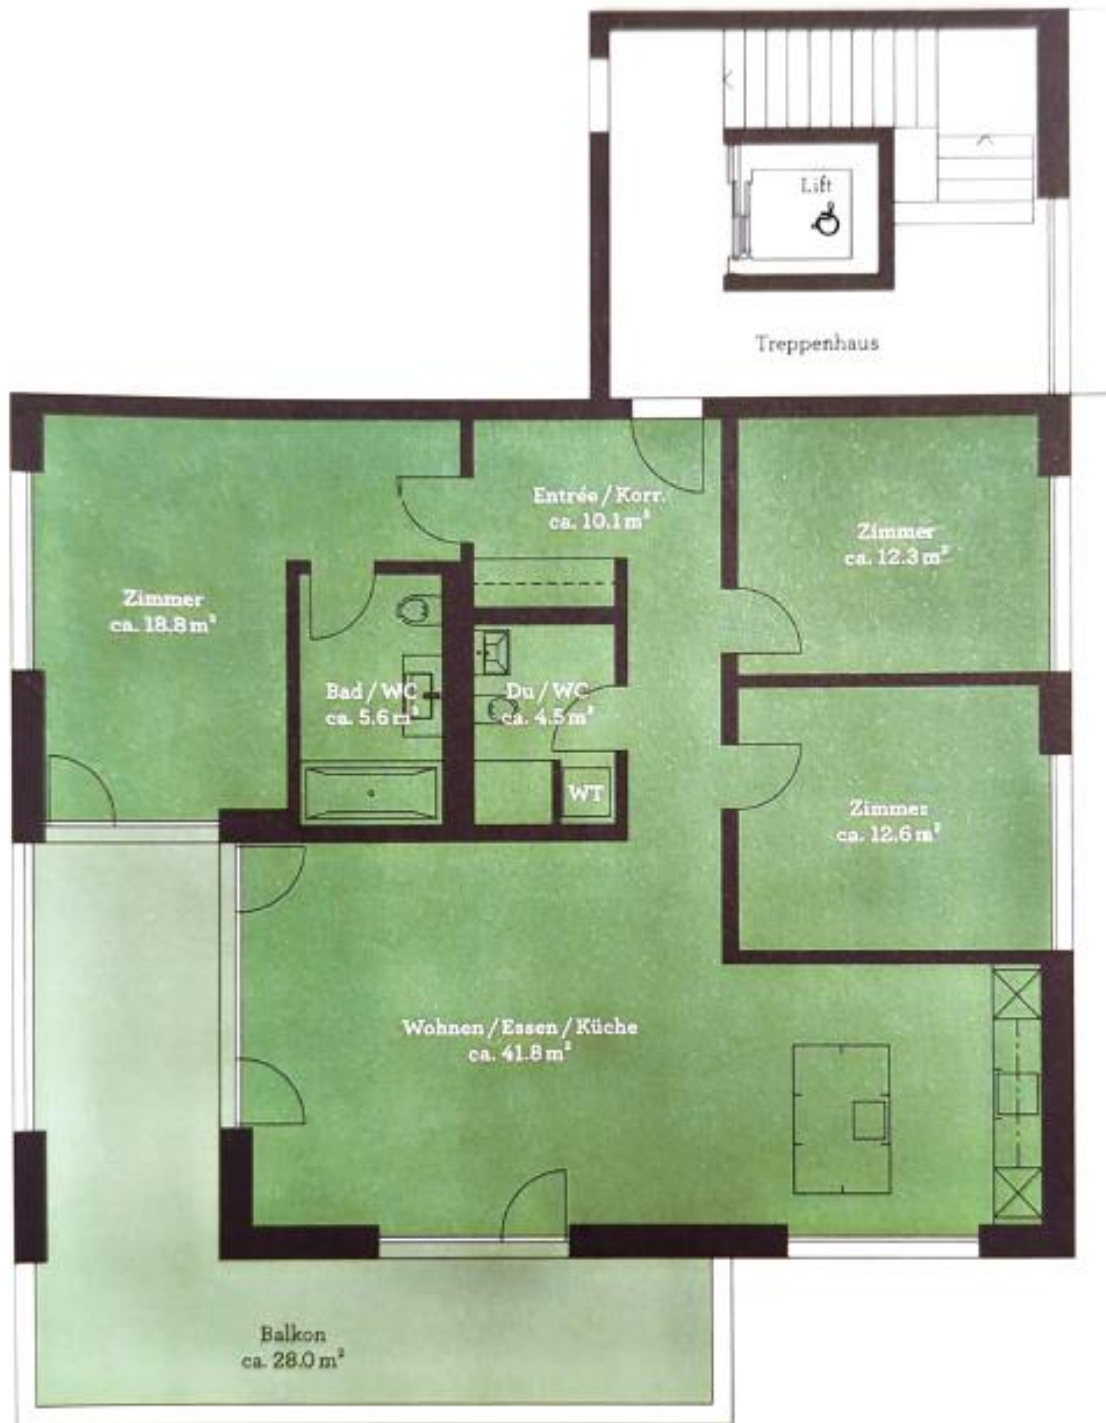 Lift
Treppenhaus
Entrée / Korr.
ca. 10.1 m²
Zimmer
ca. 12.3 m²
Zimmer
ca. 18.8 m²
Bad / WC
ca. 5.6 m²
Du / WC
ca. 4.5 m²
WT
Zimmer
ca. 12.6 m²
Wohnen / Essen / Küche
ca. 41.8 m²
Balkon
ca. 28.0 m²